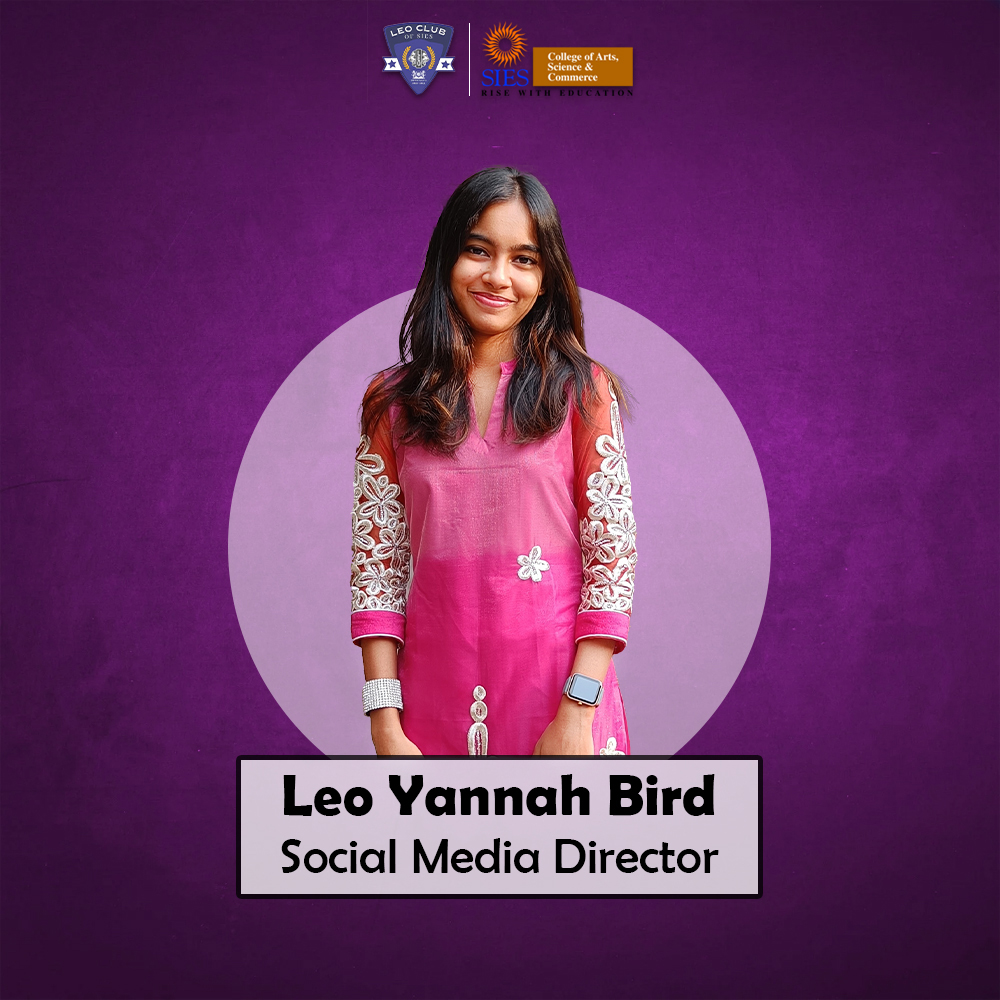 LEO CLUB
OF SIES
SIES
College of Arts,
Science &
Commerce
RISE WITH EDUCATION
Leo Yannah Bird
Social Media Director